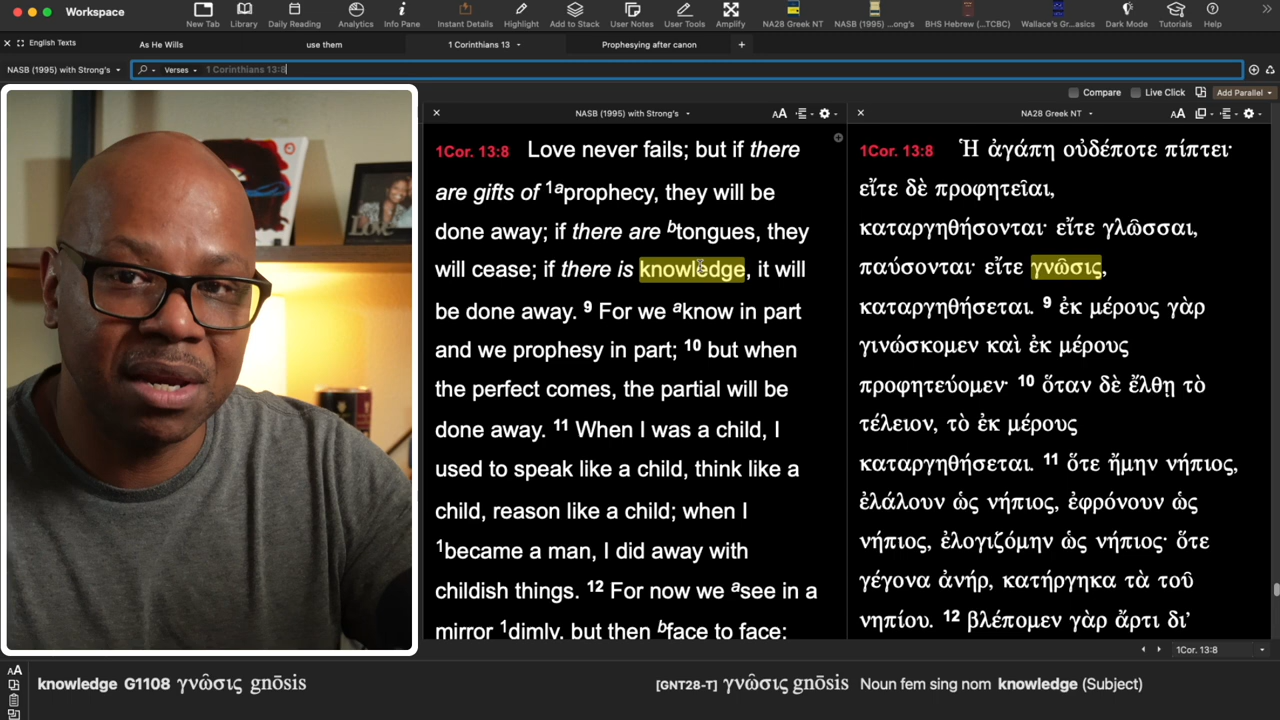 Workspace
New Tab
Library
Daily Reading
Analytics
Info Pane
Instant Details
Highlight
Add to Stack
User Notes
User Tools
Amplify
NA28 Greek NT
NASB (1995) ...ong's
BHS Hebrew (...TCBC)
Wallace's Gr...asics
Dark Mode
Tutorials
Help
English Texts
As He Wills
use them
1 Corinthians 13
Prophesying after canon
NASB (1995) with Strong's
Verses
1 Corinthians 13:8
Compare
Live Click
Add Parallel
NASB (1995) with Strong's
1Cor. 13:8 Love never fails; but if there
are gifts of 1aprophecy, they will be
done away; if there are btongues, they
will cease; if there is knowledge, it will
be done away. 9 For we aknow in part
and we prophesy in part; 10 but when
the perfect comes, the partial will be
done away. 11 When I was a child, I
used to speak like a child, think like a
child, reason like a child; when I
1became a man, I did away with
childish things. 12 For now we asee in a
mirror 1dimly, but then bface to face;
NA28 Greek NT
1Cor. 13:8 Ἡ ἀγάπη οὐδέποτε πίπτει·
εἴτε δὲ προφητεῖαι,
καταργηθήσονται· εἴτε γλῶσσαι,
παύσονται· εἴτε γνῶσις,
καταργηθήσεται. 9 ἐκ μέρους γὰρ
γινώσκομεν καὶ ἐκ μέρους
προφητεύομεν· 10 ὅταν δὲ ἔλθῃ τὸ
τέλειον, τὸ ἐκ μέρους
καταργηθήσεται. 11 ὅτε ἤμην νήπιος,
ἐλάλουν ὡς νήπιος, ἐφρόνουν ὡς
νήπιος, ἐλογιζόμην ὡς νήπιος· ὅτε
γέγονα ἀνήρ, κατήργηκα τὰ τοῦ
νηπίου. 12 βλέπομεν γὰρ ἄρτι δι’
1Cor. 13:8
knowledge G1108 γνῶσις gnōsis
[GNT28-T] γνῶσις gnōsis Noun fem sing nom knowledge (Subject)